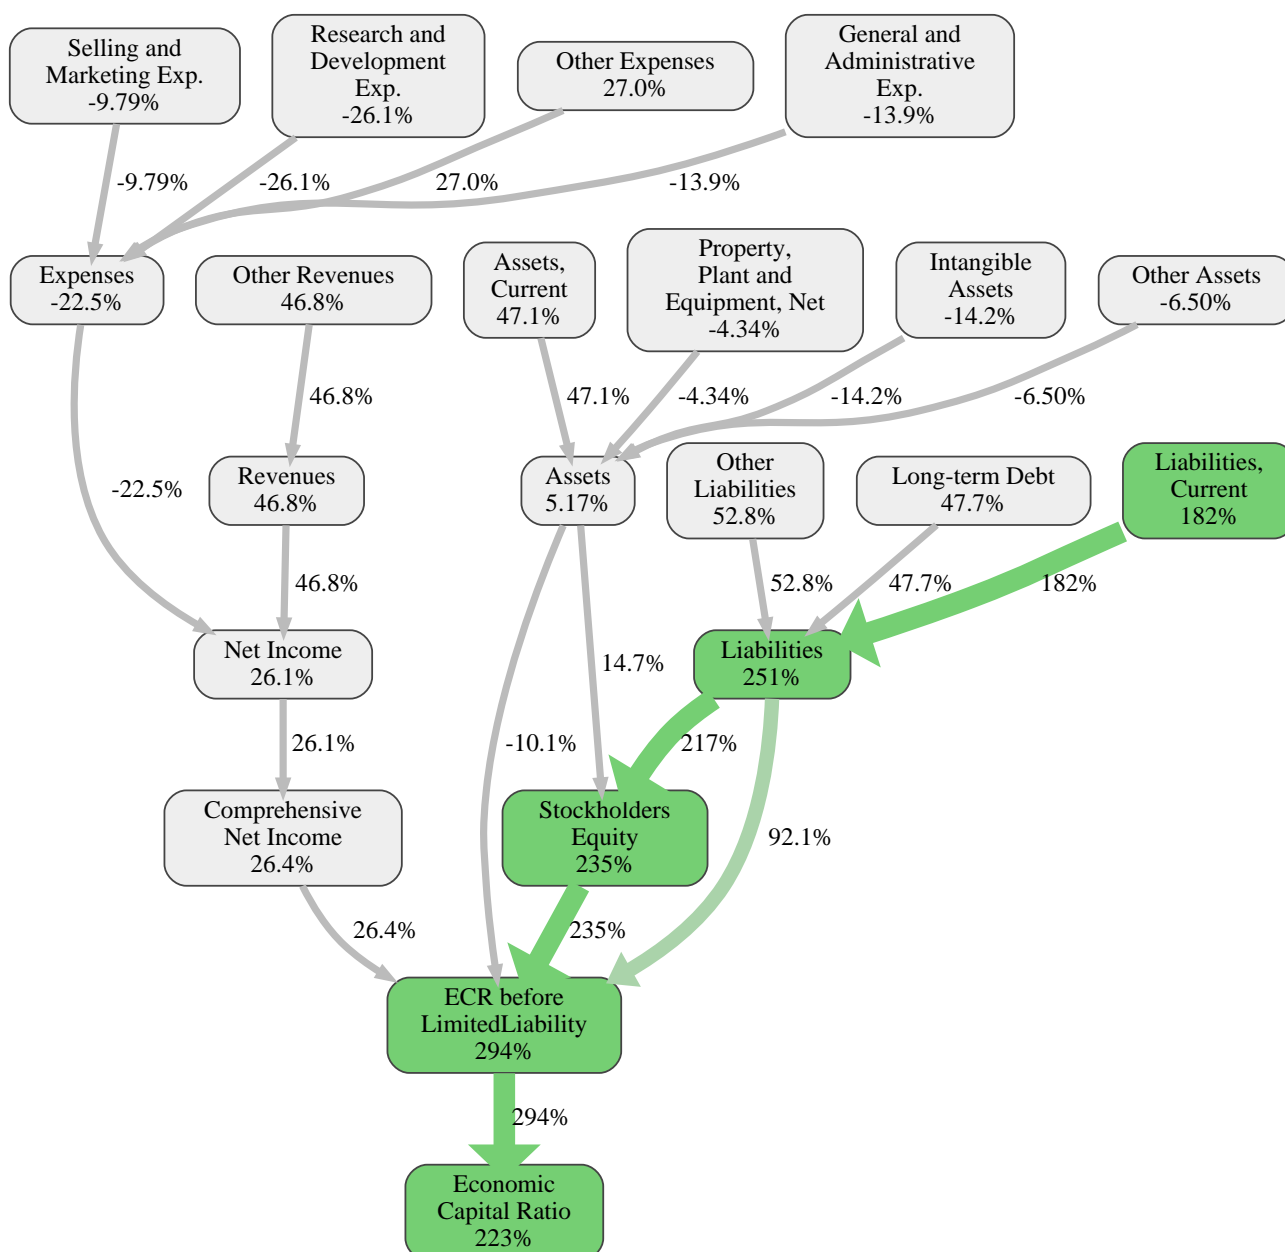 Selling and
Marketing Exp.
-9.79%
Research and
Development
Exp.
-26.1%
Other Expenses
27.0%
General and
Administrative
Exp.
-13.9%
-9.79%
-26.1%
27.0%
-13.9%
Expenses
-22.5%
Other Revenues
46.8%
Assets,
Current
47.1%
Property,
Plant and
Equipment, Net
-4.34%
Intangible
Assets
-14.2%
Other Assets
-6.50%
46.8%
47.1%
-4.34%
-14.2%
-6.50%
-22.5%
Revenues
46.8%
Assets
5.17%
Other
Liabilities
52.8%
Long-term Debt
47.7%
Liabilities,
Current
182%
46.8%
52.8%
47.7%
182%
Net Income
26.1%
14.7%
Liabilities
251%
26.1%
-10.1%
217%
Comprehensive
Net Income
26.4%
Stockholders
Equity
235%
92.1%
26.4%
235%
ECR before
LimitedLiability
294%
294%
Economic
Capital Ratio
223%